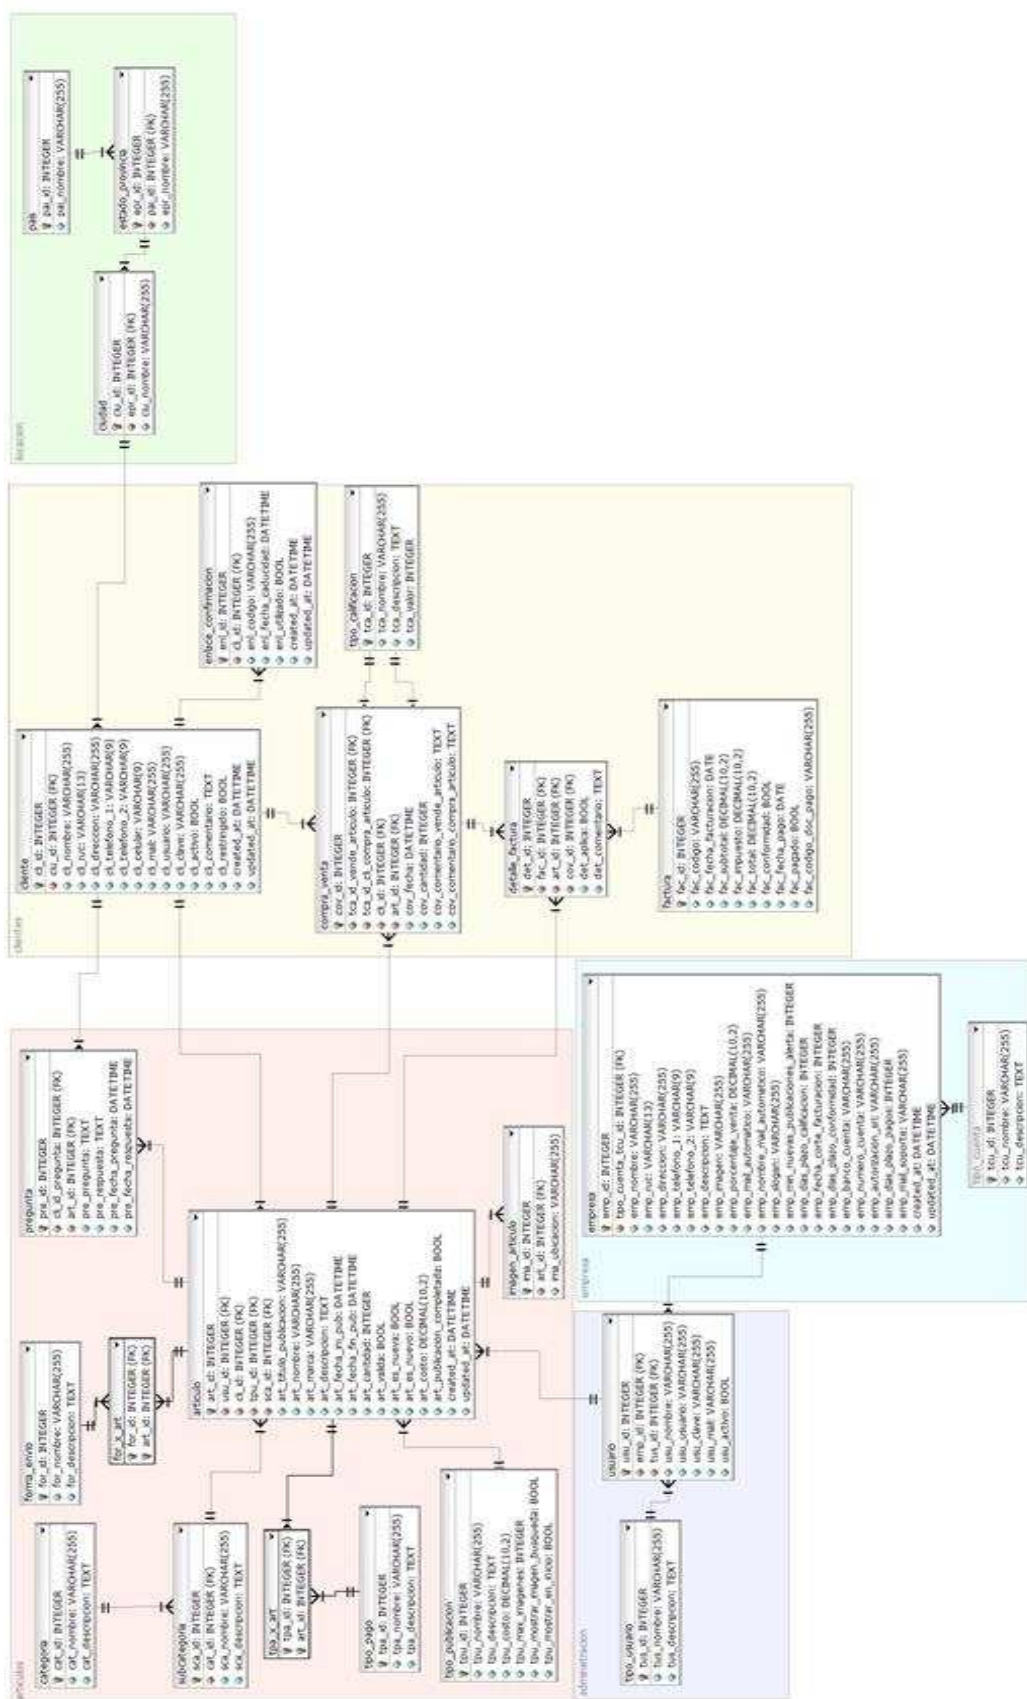 articulos
categoria
cat_id: INTEGER
cat_nombre: VARCHAR(255)
cat_descripcion: TEXT
forma_envio
for_id: INTEGER
for_nombre: VARCHAR(255)
for_descripcion: TEXT
pregunta
pre_id: INTEGER
cli_id_pregunta: INTEGER (FK)
art_id: INTEGER (FK)
pre_pregunta: TEXT
pre_respuesta: TEXT
pre_fecha_pregunta: DATETIME
pre_fecha_respuesta: DATETIME
for_x_art
for_id: INTEGER (FK)
art_id: INTEGER (FK)
subcategoria
sca_id: INTEGER
cat_id: INTEGER (FK)
sca_nombre: VARCHAR(255)
sca_descripcion: TEXT
articulo
art_id: INTEGER
usu_id: INTEGER (FK)
cli_id: INTEGER (FK)
tpu_id: INTEGER (FK)
sca_id: INTEGER (FK)
art_titulo_publicacion: VARCHAR(255)
art_nombre: VARCHAR(255)
art_marca: VARCHAR(255)
art_descripcion: TEXT
art_fecha_ini_pub: DATETIME
art_fecha_fin_pub: DATETIME
art_cantidad: INTEGER
art_valida: BOOL
art_es_nueva: BOOL
art_es_nuevo: BOOL
art_costo: DECIMAL(10,2)
art_publicacion_completada: BOOL
created_at: DATETIME
updated_at: DATETIME
tpa_x_art
tpa_id: INTEGER (FK)
art_id: INTEGER (FK)
tipo_pago
tpa_id: INTEGER
tpa_nombre: VARCHAR(255)
tpa_descripcion: TEXT
tipo_publicacion
tpu_id: INTEGER
tpu_nombre: VARCHAR(255)
tpu_descripcion: TEXT
tpu_costo: DECIMAL(10,2)
tpu_max_imagenes: INTEGER
tpu_mostrar_imagen_busqueda: BOOL
tpu_mostrar_en_inicio: BOOL
imagen_articulo
ima_id: INTEGER
art_id: INTEGER (FK)
ima_ubicacion: VARCHAR(255)
clientes
cliente
cli_id: INTEGER
ciu_id: INTEGER (FK)
cli_nombre: VARCHAR(255)
cli_rut: VARCHAR(13)
cli_direccion: VARCHAR(255)
cli_telefono_1: VARCHAR(9)
cli_telefono_2: VARCHAR(9)
cli_celular: VARCHAR(9)
cli_mail: VARCHAR(255)
cli_usuario: VARCHAR(255)
cli_clave: VARCHAR(255)
cli_activo: BOOL
cli_comentario: TEXT
cli_restringido: BOOL
created_at: DATETIME
updated_at: DATETIME
enlace_confirmacion
enl_id: INTEGER
cli_id: INTEGER (FK)
enl_codigo: VARCHAR(255)
enl_fecha_caducidad: DATETIME
enl_utilizado: BOOL
created_at: DATETIME
updated_at: DATETIME
compra_venta
cov_id: INTEGER
tca_id_vende_articulo: INTEGER (FK)
tca_id_cli_compra_articulo: INTEGER (FK)
cli_id: INTEGER (FK)
art_id: INTEGER (FK)
cov_fecha: DATETIME
cov_cantidad: INTEGER
cov_comentario_vende_articulo: TEXT
cov_comentario_compra_articulo: TEXT
tipo_calificacion
tca_id: INTEGER
tca_nombre: VARCHAR(255)
tca_descripcion: TEXT
tca_valor: INTEGER
detalle_factura
det_id: INTEGER
fac_id: INTEGER (FK)
art_id: INTEGER (FK)
cov_id: INTEGER (FK)
det_aplica: BOOL
det_comentario: TEXT
factura
fac_id: INTEGER
fac_codigo: VARCHAR(255)
fac_fecha_facturacion: DATE
fac_subtotal: DECIMAL(10,2)
fac_impuesto: DECIMAL(10,2)
fac_total: DECIMAL(10,2)
fac_conformidad: BOOL
fac_fecha_pago: DATE
fac_pagado: BOOL
fac_codigo_doc_pago: VARCHAR(255)
pais
pai_id: INTEGER
pai_nombre: VARCHAR(255)
estado_provincia
epr_id: INTEGER
pai_id: INTEGER (FK)
epr_nombre: VARCHAR(255)
ciudad
ciu_id: INTEGER
epr_id: INTEGER (FK)
ciu_nombre: VARCHAR(255)
administracion
tipo_usuario
tus_id: INTEGER
tus_nombre: VARCHAR(255)
tus_descripcion: TEXT
usuario
usu_id: INTEGER
emp_id: INTEGER (FK)
tus_id: INTEGER (FK)
usu_nombre: VARCHAR(255)
usu_usuario: VARCHAR(255)
usu_clave: VARCHAR(255)
usu_mail: VARCHAR(255)
usu_activo: BOOL
empresa
empresa
emp_id: INTEGER
tipo_cuenta_tcu_id: INTEGER (FK)
emp_nombre: VARCHAR(255)
emp_rut: VARCHAR(13)
emp_direccion: VARCHAR(255)
emp_telefono_1: VARCHAR(9)
emp_telefono_2: VARCHAR(9)
emp_descripcion: TEXT
emp_imagen: VARCHAR(255)
emp_porcentaje_venta: DECIMAL(10,2)
emp_mail_automatico: VARCHAR(255)
emp_nombre_mail_automatico: VARCHAR(255)
emp_slogan: VARCHAR(255)
emp_min_nuevas_publicaciones_alerta: INTEGER
emp_dias_plazo_calificacion: INTEGER
emp_fecha_corte_facturacion: INTEGER
emp_dias_plazo_conformidad: INTEGER
emp_banco_cuenta: VARCHAR(255)
emp_numero_cuenta: VARCHAR(255)
emp_autorizacion_sri: VARCHAR(255)
emp_dias_plazo_pagos: INTEGER
emp_mail_soporte: VARCHAR(255)
created_at: DATETIME
updated_at: DATETIME
tipo_cuenta
tcu_id: INTEGER
tcu_nombre: VARCHAR(255)
tcu_descripcion: TEXT